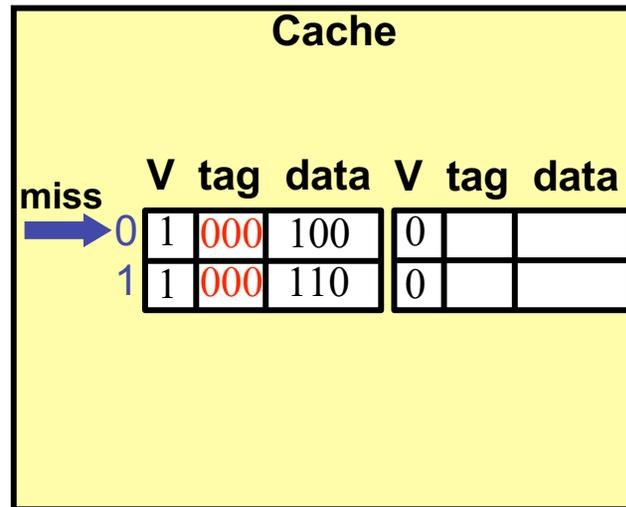 Cache
V tag data V tag data
miss
0 1 000 100 0
1 1 000 110 0